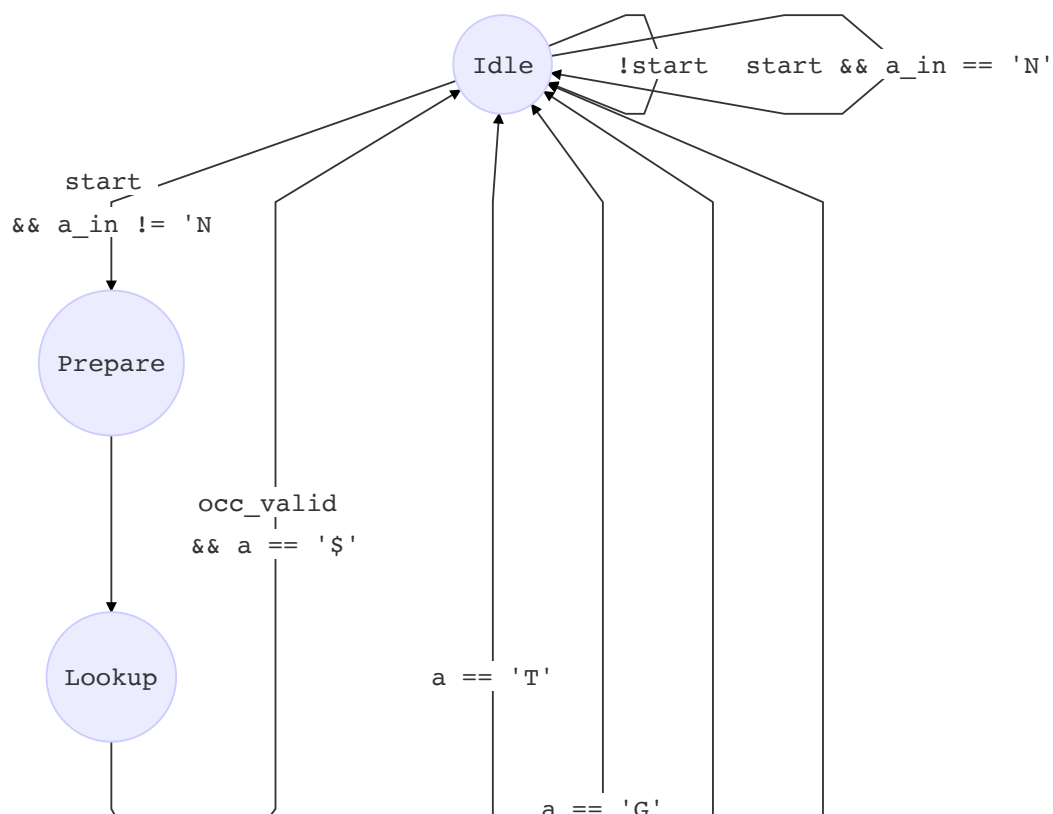 Idle
!start
start && a_in == 'N'
start
&& a_in != 'N
Prepare
occ_valid
&& a == '$'
Lookup
a == 'T'
a == 'G'